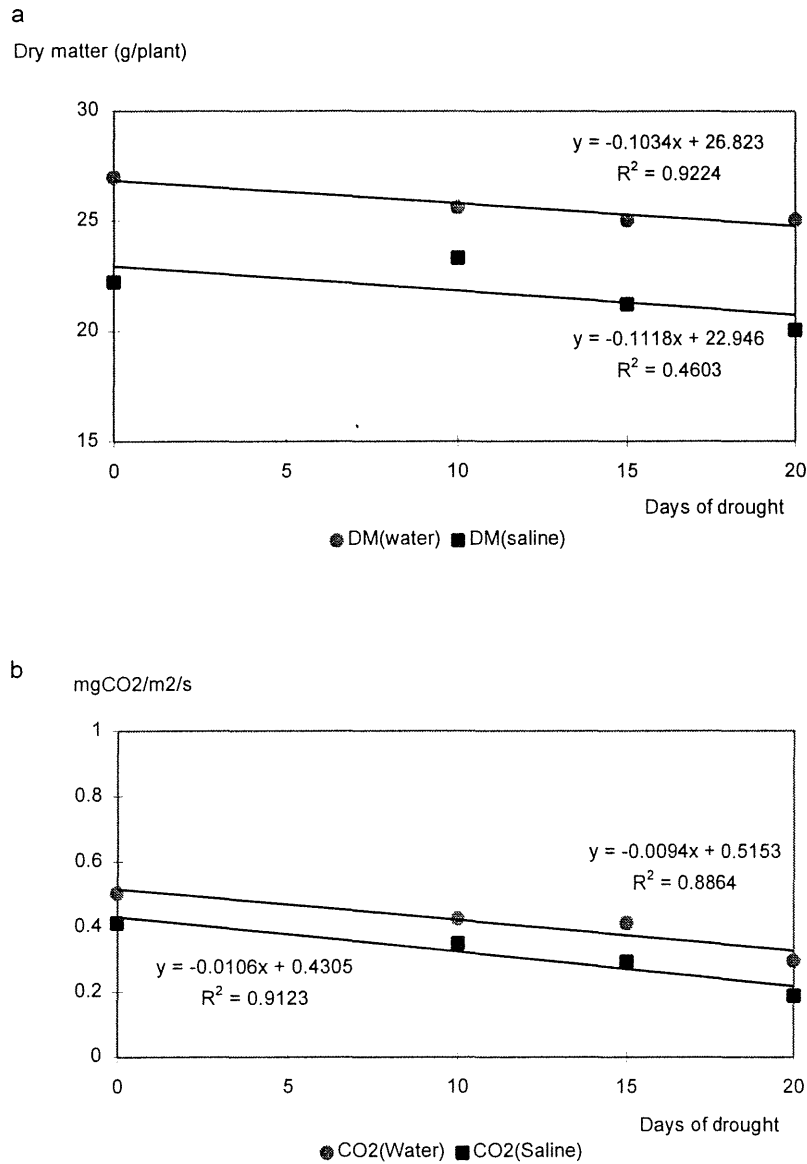 a
Dry matter (g/plant)
30
y = -0.1034x + 26.823
R² = 0.9224
25
20
y = -0.1118x + 22.946
R² = 0.4603
15
0 5 10 15 20
Days of drought
DM(water) DM(saline)
b
mgCO2/m2/s
1
0.8
0.6
y = -0.0094x + 0.5153
R² = 0.8864
0.4
y = -0.0106x + 0.4305
R² = 0.9123
0.2
0
0 5 10 15 20
Days of drought
CO2(Water) CO2(Saline)